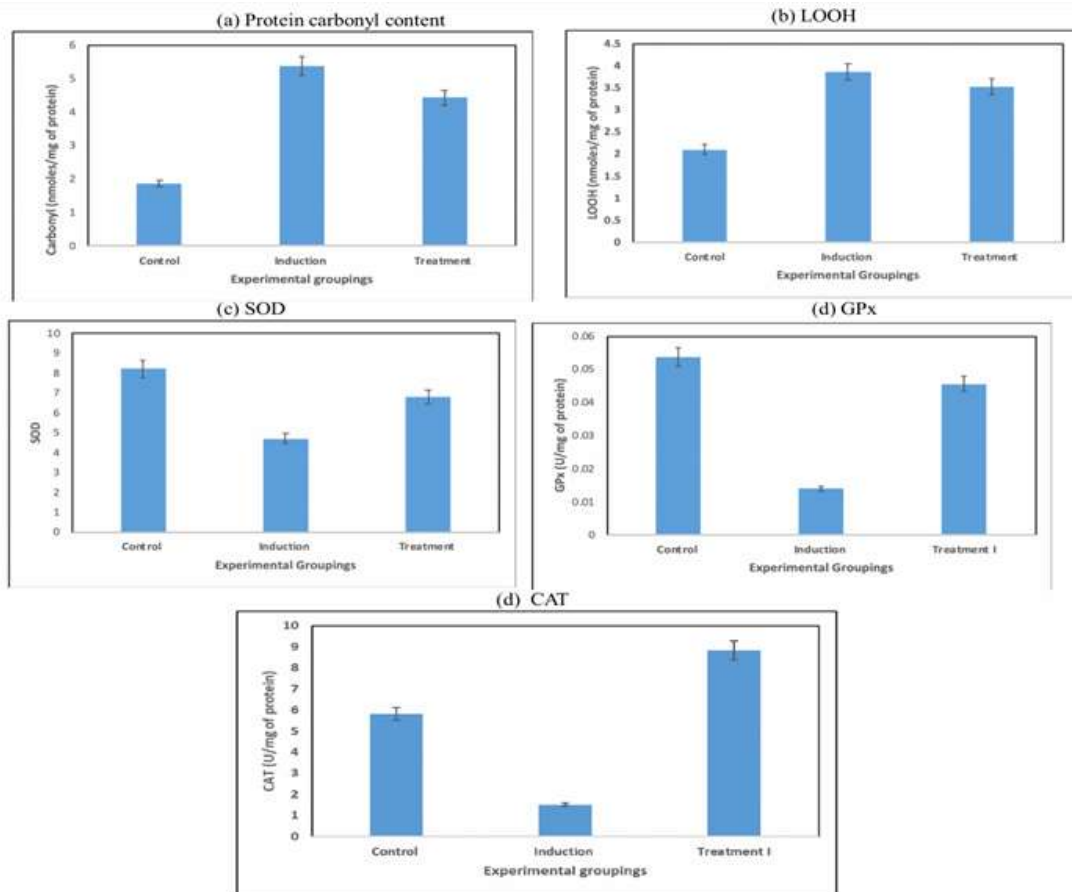 (a) Protein carbonyl content
Carbonyl (nmoles/mg of protein)
6
5
4
3
2
1
0
Control Induction Treatment
Experimental groupings
(b) LOOH
LOOH (nmoles/mg of protein)
4.5
4
3.5
3
2.5
2
1.5
1
0.5
0
Control Induction Treatment
Experimental Groupings
(c) SOD
SOD
10
9
8
7
6
5
4
3
2
1
0
Control Induction Treatment
Experimental Groupings
(d) GPx
GPx (U/mg of protein)
0.06
0.05
0.04
0.03
0.02
0.01
0
Control Induction Treatment I
Experimental Groupings
(d) CAT
CAT (U/mg of protein)
10
9
8
7
6
5
4
3
2
1
0
Control Induction Treatment I
Experimental groupings